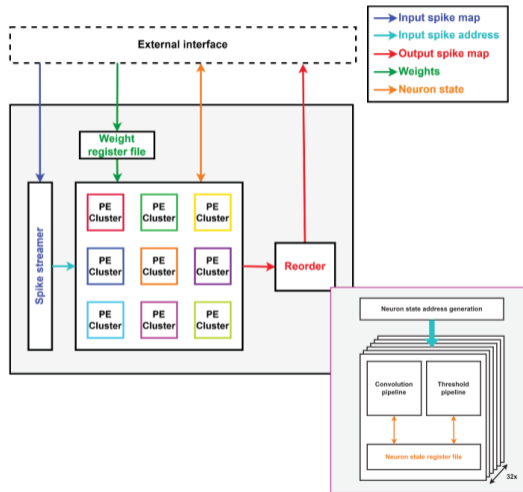 Input spike map
Input spike address
Output spike map
Weights
Neuron state
External interface
Weight
register file
Spike streamer
PE
Cluster
PE
Cluster
PE
Cluster
PE
Cluster
PE
Cluster
PE
Cluster
PE
Cluster
PE
Cluster
PE
Cluster
Reorder
Neuron state address generation
Convolution
pipeline
Threshold
pipeline
Neuron state register file
32x